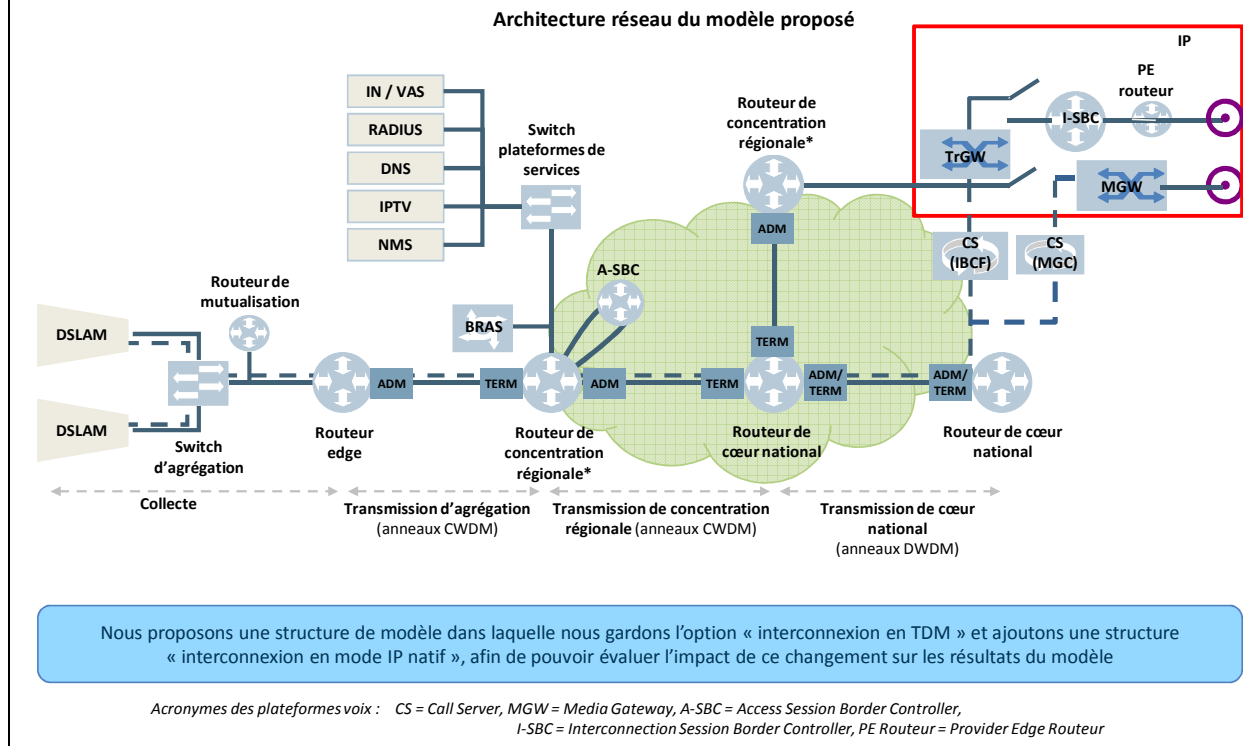 Architecture réseau du modèle proposé
IP
PE
routeur
I-SBC
TrGW
MGW
IN / VAS
RADIUS
DNS
IPTV
NMS
Switch
plateformes de
services
Routeur de
concentration
régionale*
ADM
CS
(IBCF)
CS
(MGC)
A-SBC
Routeur de
mutualisation
BRAS
DSLAM
DSLAM
TERM
ADM
TERM
ADM
TERM
ADM/
TERM
ADM/
TERM
Switch
d’agrégation
Routeur
edge
Routeur de
concentration
régionale*
Routeur de
cœur national
Routeur de cœur
national
Collecte
Transmission d’agrégation
(anneaux CWDM)
Transmission de concentration
régionale (anneaux CWDM)
Transmission de cœur
national
(anneaux DWDM)
Nous proposons une structure de modèle dans laquelle nous gardons l’option « interconnexion en TDM » et ajoutons une structure
« interconnexion en mode IP natif », afin de pouvoir évaluer l’impact de ce changement sur les résultats du modèle
Acronymes des plateformes voix : CS = Call Server, MGW = Media Gateway, A-SBC = Access Session Border Controller,
I-SBC = Interconnection Session Border Controller, PE Routeur = Provider Edge Routeur